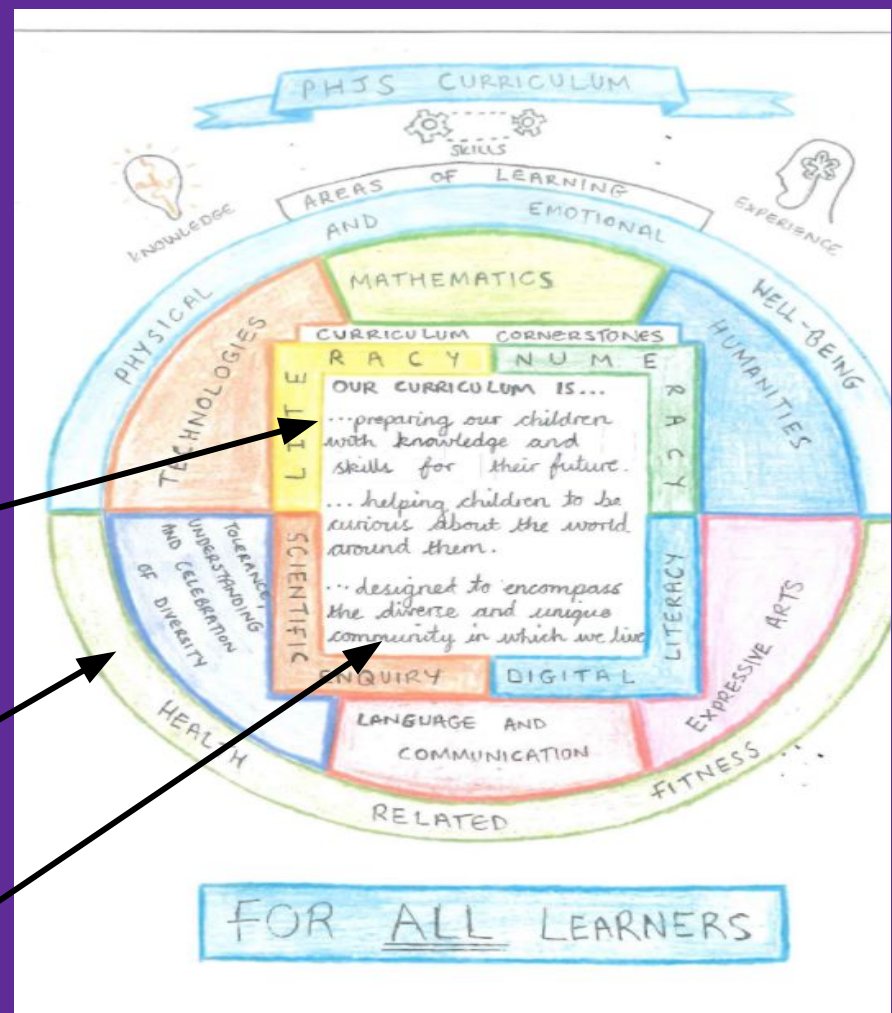 PHJS CURRICULUM
SKILLS
KNOWLEDGE
AREAS OF LEARNING
EXPERIENCE
PHYSICAL AND EMOTIONAL WELL-BEING
MATHEMATICS
TECHNOLOGIES
HUMANITIES
CURRICULUM CORNERSTONES
LITERACY
NUMERACY
OUR CURRICULUM IS...
...preparing our children
with knowledge and
skills for their future.
... helping children to be
curious about the world
around them.
... designed to encompass
the diverse and unique
community in which we live
SCIENTIFIC ENQUIRY
DIGITAL LITERACY
TOLERANCE,
UNDERSTANDING
AND CELEBRATION
OF DIVERSITY
EXPRESSIVE ARTS
LANGUAGE AND
COMMUNICATION
HEALTH RELATED FITNESS
FOR ALL LEARNERS